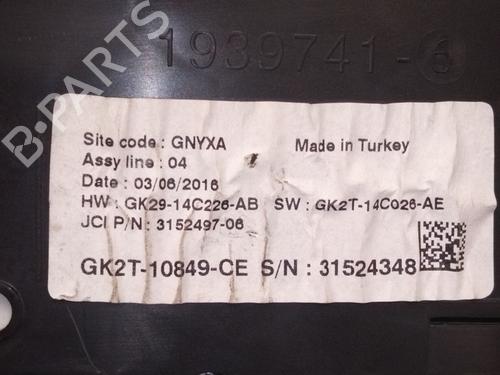 1939741-6
B-PARTS
Site code : GNYXA Made in Turkey
Assy line : 04
Date : 03/06/2016
HW : GK29-14C226-AB SW : GK2T-14C026-AE
JCI P/N : 3152497-06
GK2T-10849-CE S/N : 31524348